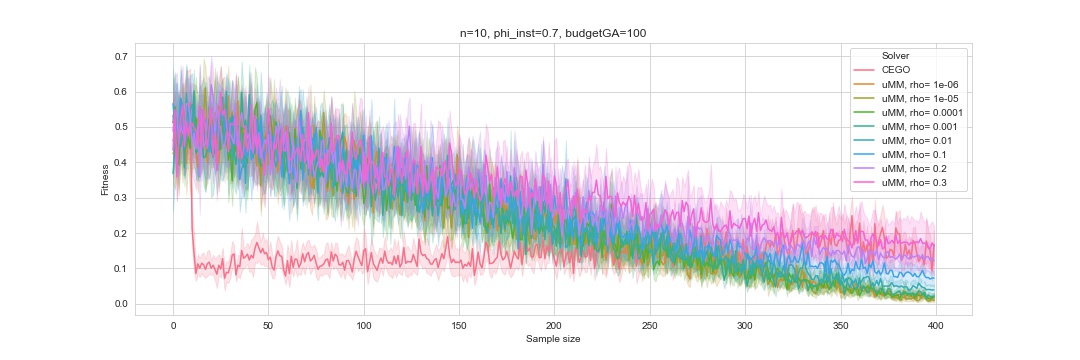 n=10, phi_inst=0.7, budgetGA=100
0.7
0.6
0.5
0.4
0.3
0.2
0.1
0.0
Fitness
0
50
100
150
200
250
300
350
400
Sample size
Solver
CEGO
uMM, rho= 1e-06
uMM, rho= 1e-05
uMM, rho= 0.0001
uMM, rho= 0.001
uMM, rho= 0.01
uMM, rho= 0.1
uMM, rho= 0.2
uMM, rho= 0.3